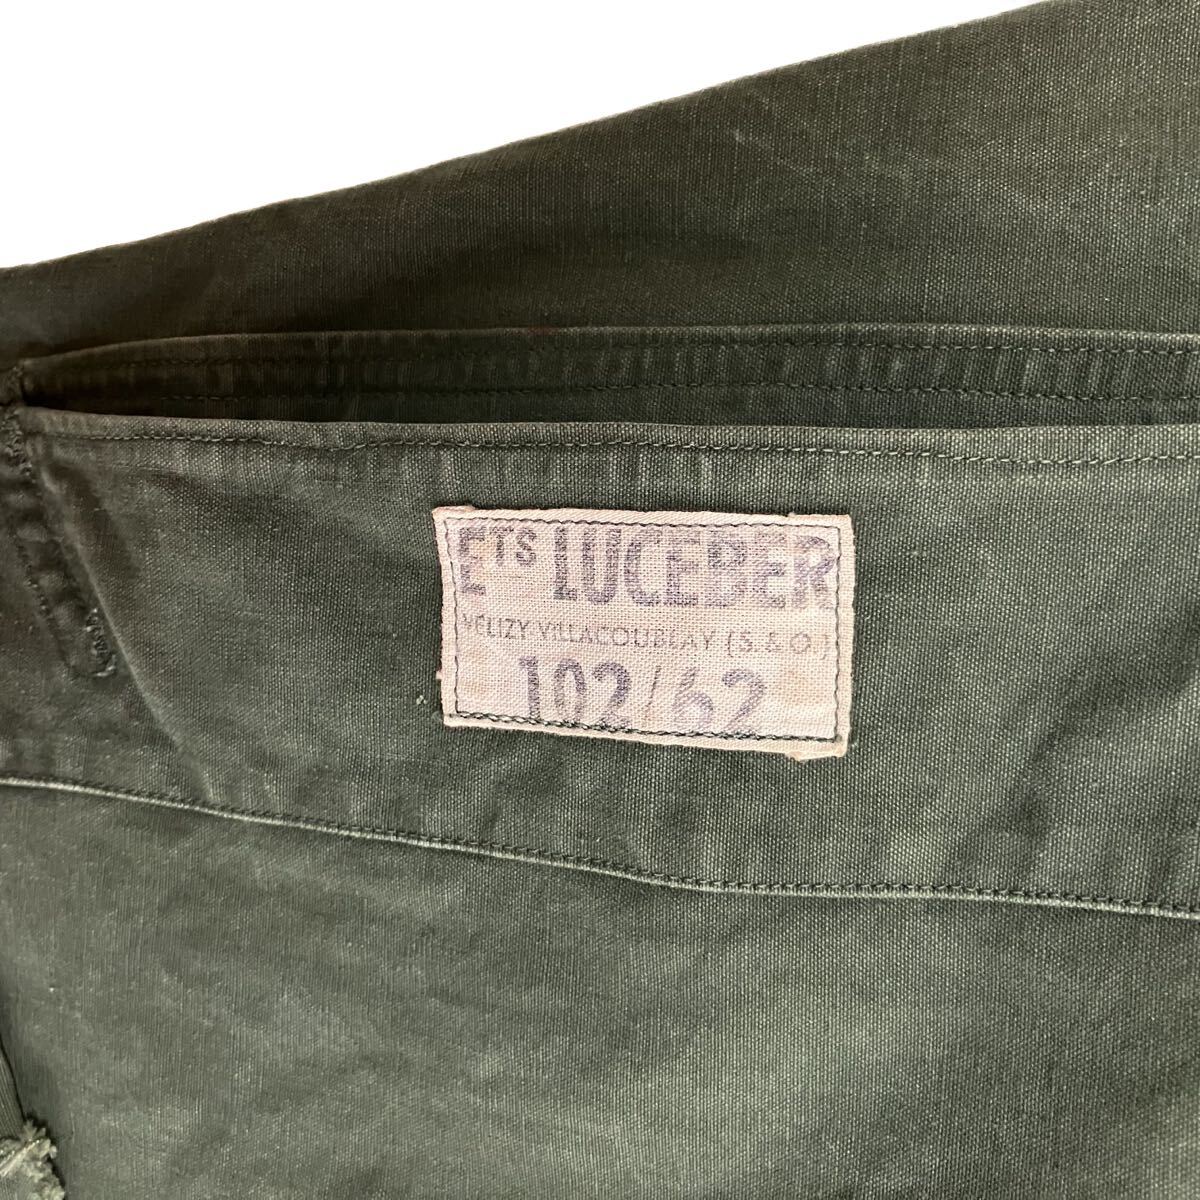 ETS LUCEBER
VELIZY VILLACOUBLAY (S. & O.)
102/62